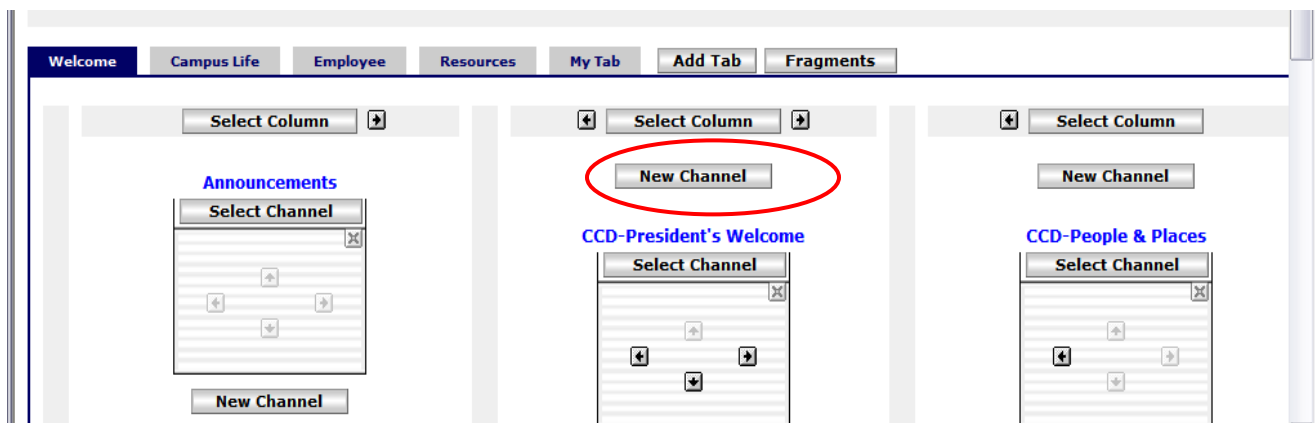 Welcome Campus Life Employee Resources My Tab Add Tab Fragments
Select Column Select Column Select Column
New Channel New Channel
Announcements
Select Channel
CCD-President's Welcome CCD-People & Places
Select Channel Select Channel
New Channel